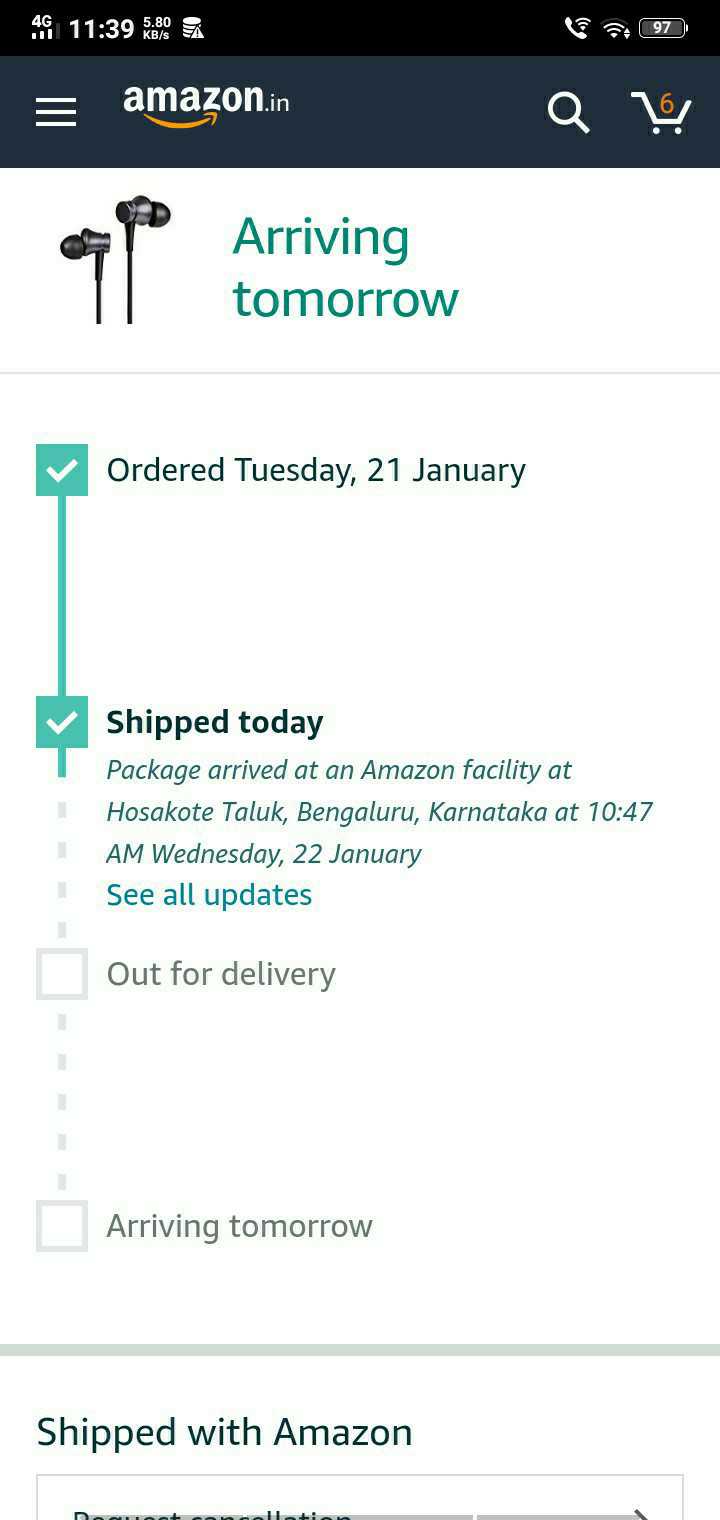 4G 11:39 5.80 KB/s 97
amazon.in 6
Arriving
tomorrow
Ordered Tuesday, 21 January
Shipped today
Package arrived at an Amazon facility at
Hosakote Taluk, Bengaluru, Karnataka at 10:47
AM Wednesday, 22 January
See all updates
Out for delivery
Arriving tomorrow
Shipped with Amazon
Request cancellation